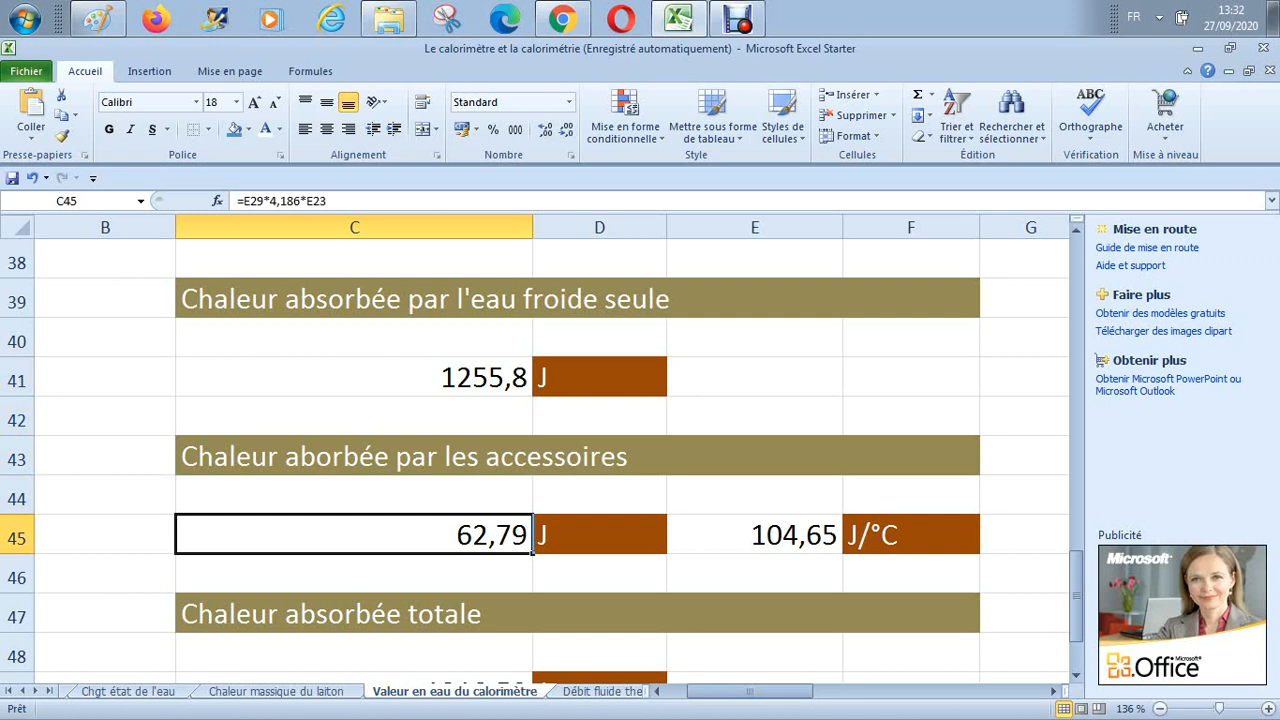 FR
13:32
27/09/2020
Le calorimètre et la calorimétrie (Enregistré automatiquement) - Microsoft Excel Starter
Fichier Accueil Insertion Mise en page Formules
Coller
Presse-papiers
Calibri 18
G I S
Police
Alignement
Standard
% 000
Nombre
Mise en forme conditionnelle
Mettre sous forme de tableau
Styles de cellules
Style
Insérer
Supprimer
Format
Cellules
Σ
Trier et filtrer
Rechercher et sélectionner
Édition
ABC
Orthographe
Vérification
Acheter
Mise à niveau
C45 fx =E29*4,186*E23
B C D E F G
38
39 Chaleur absorbée par l'eau froide seule
40
41 1255,8 J
42
43 Chaleur aborbée par les accessoires
44
45 62,79 J 104,65 J/°C
46
47 Chaleur absorbée totale
48
Mise en route
Guide de mise en route
Aide et support
Faire plus
Obtenir des modèles gratuits
Télécharger des images clipart
Obtenir plus
Obtenir Microsoft PowerPoint ou
Microsoft Outlook
Publicité
Microsoft
Microsoft
Office
Chgt état de l'eau Chaleur massique du laiton Valeur en eau du calorimètre Débit fluide the
Prêt
136 %